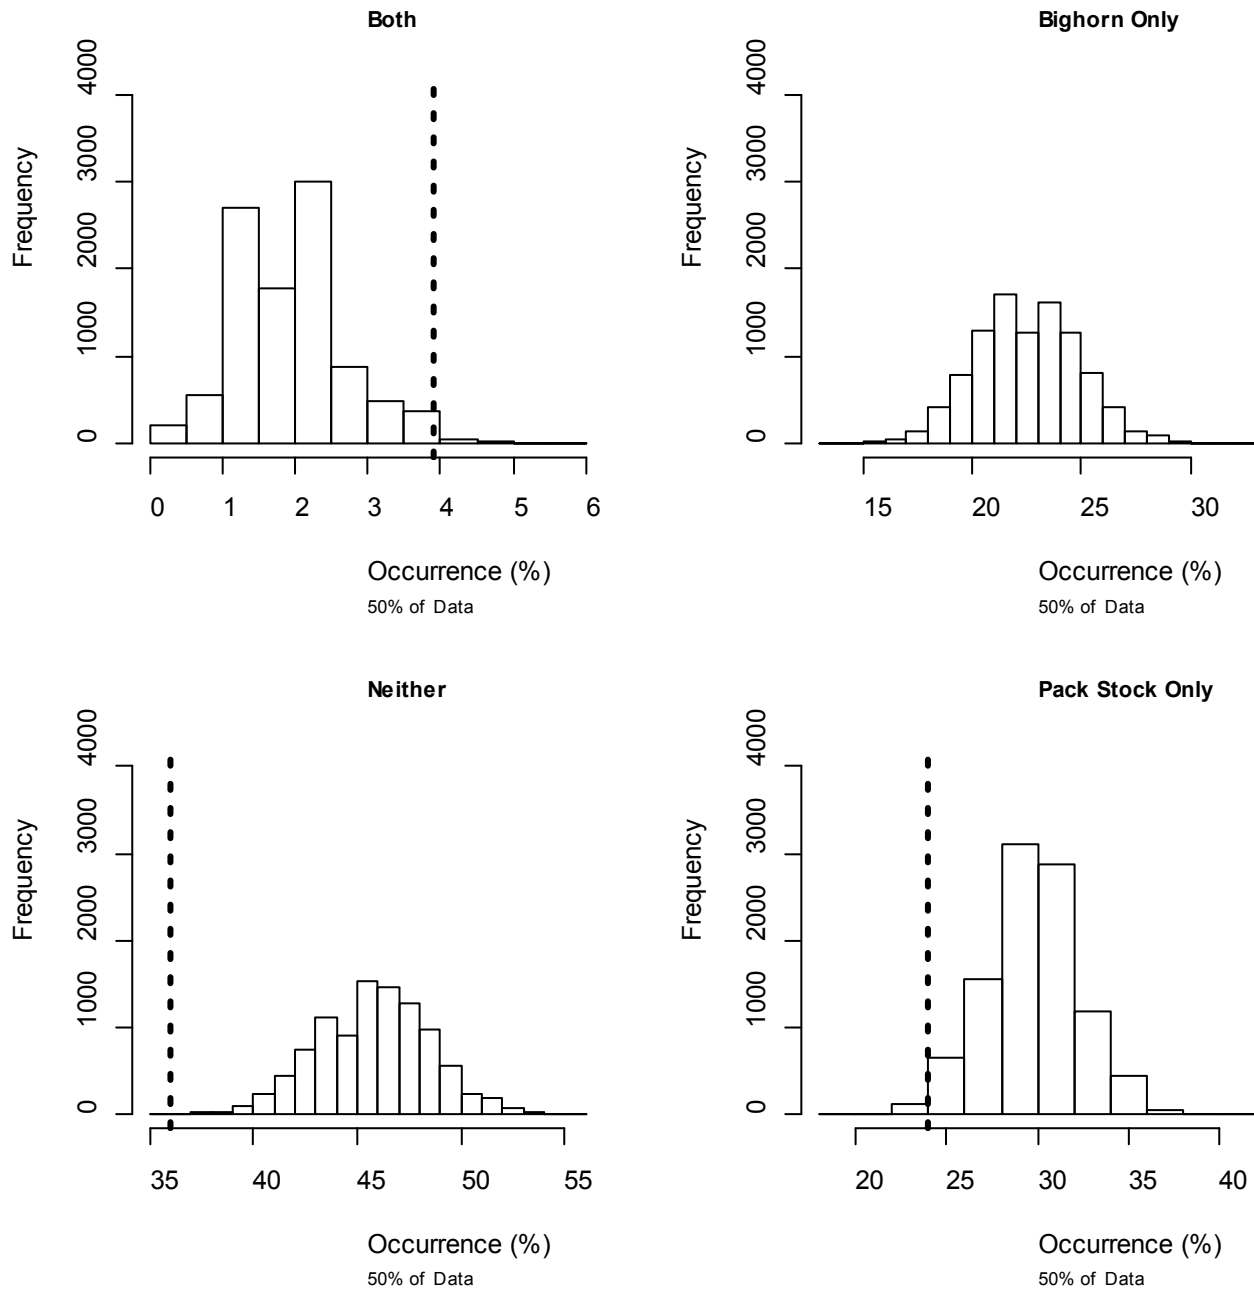 Both
Frequency
0 1000 2000 3000 4000
0 1 2 3 4 5 6
Occurrence (%)
50% of Data
Bighorn Only
Frequency
0 1000 2000 3000 4000
15 20 25 30
Occurrence (%)
50% of Data
Neither
Frequency
0 1000 2000 3000 4000
35 40 45 50 55
Occurrence (%)
50% of Data
Pack Stock Only
Frequency
0 1000 2000 3000 4000
20 25 30 35 40
Occurrence (%)
50% of Data